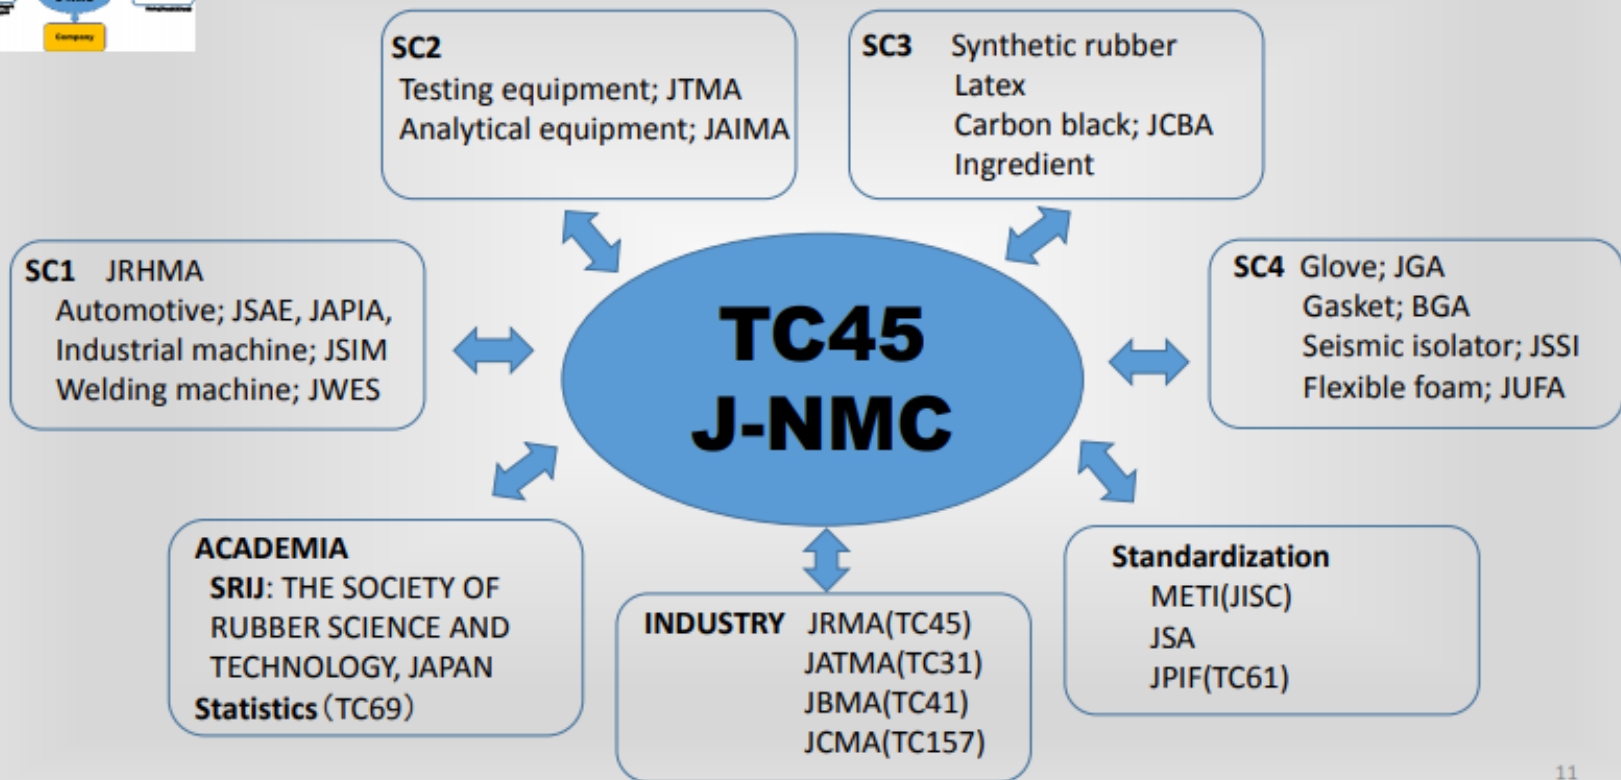 Company
SC2
Testing equipment; JTMA
Analytical equipment; JAIMA
SC3 Synthetic rubber
Latex
Carbon black; JCBA
Ingredient
SC1 JRHMA
Automotive; JSAE, JAPIA,
Industrial machine; JSIM
Welding machine; JWES
TC45
J-NMC
SC4 Glove; JGA
Gasket; BGA
Seismic isolator; JSSI
Flexible foam; JUFA
ACADEMIA
SRIJ: THE SOCIETY OF
RUBBER SCIENCE AND
TECHNOLOGY, JAPAN
Statistics（TC69）
INDUSTRY JRMA(TC45)
JATMA(TC31)
JBMA(TC41)
JCMA(TC157)
Standardization
METI(JISC)
JSA
JPIF(TC61)
11